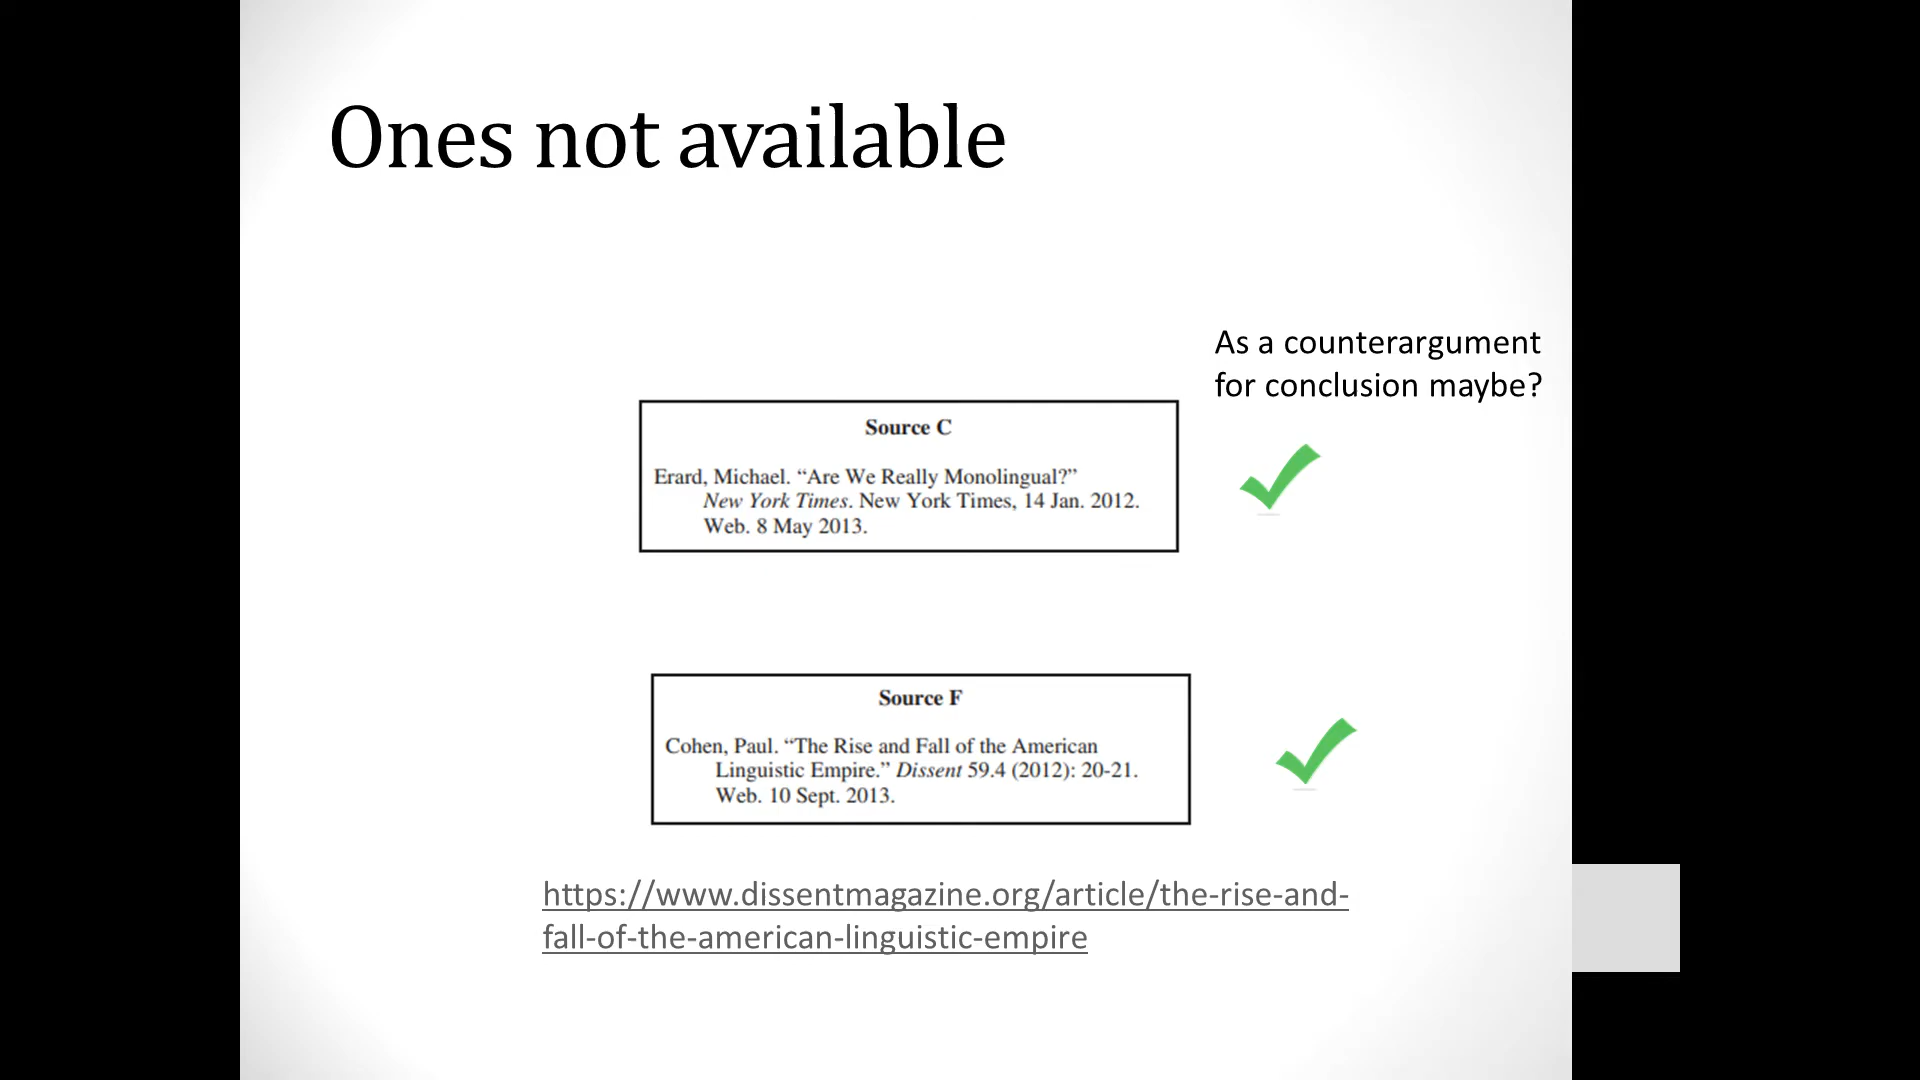 Ones not available
As a counterargument
for conclusion maybe?
Source C
Erard, Michael. “Are We Really Monolingual?”
New York Times. New York Times, 14 Jan. 2012.
Web. 8 May 2013.
Source F
Cohen, Paul. “The Rise and Fall of the American
Linguistic Empire.” Dissent 59.4 (2012): 20-21.
Web. 10 Sept. 2013.
https://www.dissentmagazine.org/article/the-rise-and-
fall-of-the-american-linguistic-empire